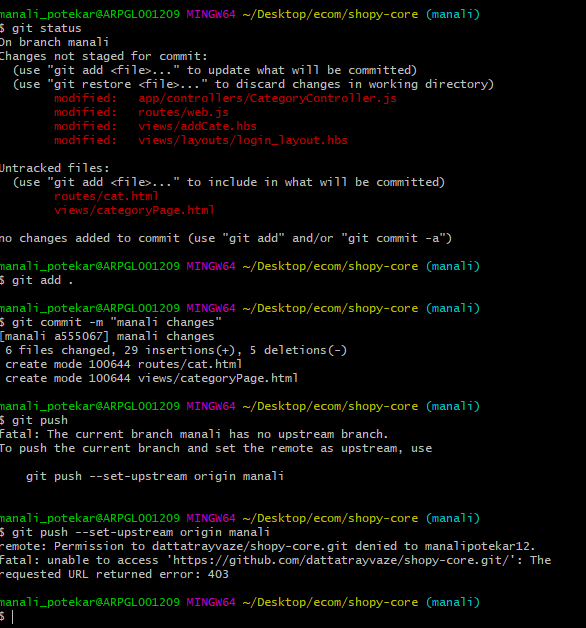 manali_potekar@ARPGL001209 MINGW64 ~/Desktop/ecom/shopy-core (manali)
$ git status
On branch manali
Changes not staged for commit:
  (use "git add <file>..." to update what will be committed)
  (use "git restore <file>..." to discard changes in working directory)
        modified:   app/controllers/CategoryController.js
        modified:   routes/web.js
        modified:   views/addCate.hbs
        modified:   views/layouts/login_layout.hbs

Untracked files:
  (use "git add <file>..." to include in what will be committed)
        routes/cat.html
        views/categoryPage.html

no changes added to commit (use "git add" and/or "git commit -a")

manali_potekar@ARPGL001209 MINGW64 ~/Desktop/ecom/shopy-core (manali)
$ git add .

manali_potekar@ARPGL001209 MINGW64 ~/Desktop/ecom/shopy-core (manali)
$ git commit -m "manali changes"
[manali a555067] manali changes
 6 files changed, 29 insertions(+), 5 deletions(-)
 create mode 100644 routes/cat.html
 create mode 100644 views/categoryPage.html

manali_potekar@ARPGL001209 MINGW64 ~/Desktop/ecom/shopy-core (manali)
$ git push
fatal: The current branch manali has no upstream branch.
To push the current branch and set the remote as upstream, use

    git push --set-upstream origin manali


manali_potekar@ARPGL001209 MINGW64 ~/Desktop/ecom/shopy-core (manali)
$ git push --set-upstream origin manali
remote: Permission to dattatrayvaze/shopy-core.git denied to manalipotekar12.
fatal: unable to access 'https://github.com/dattatrayvaze/shopy-core.git/': The
requested URL returned error: 403

manali_potekar@ARPGL001209 MINGW64 ~/Desktop/ecom/shopy-core (manali)
$